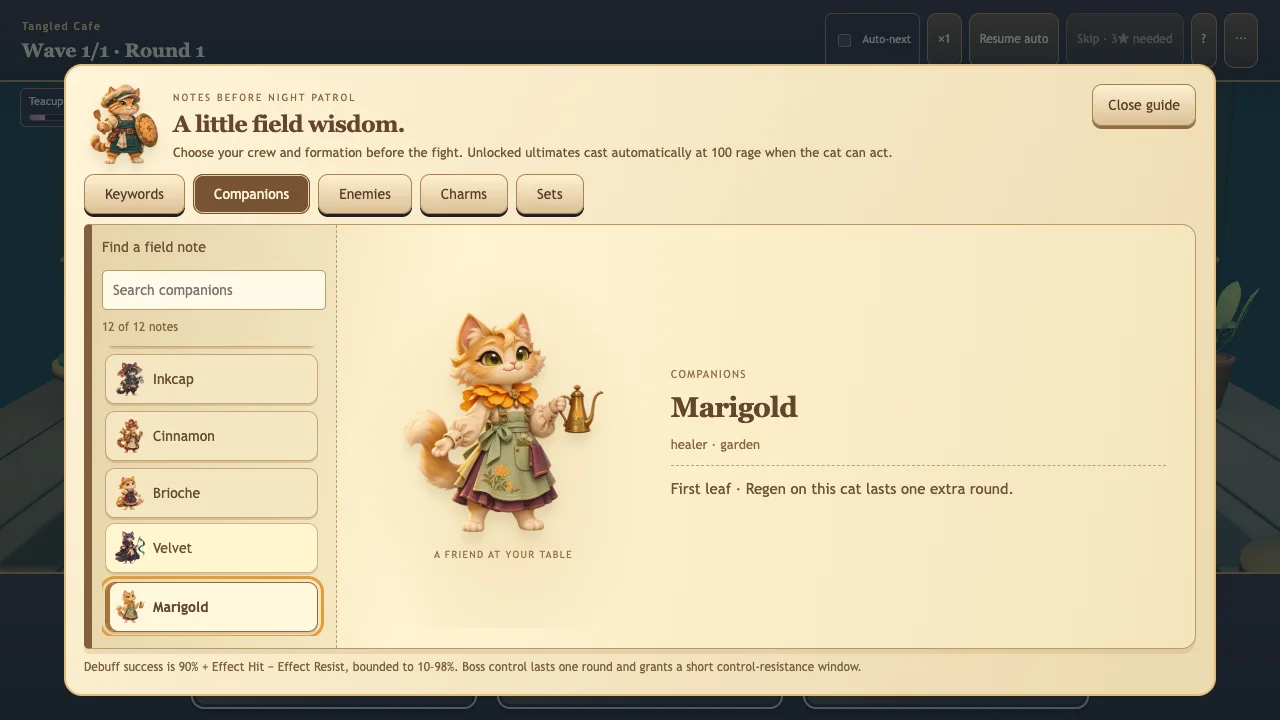 Tangled Cafe
Wave 1/1 · Round 1
Auto-next
×1
Resume auto
Skip · 3★ needed
?
···
Teacup
NOTES BEFORE NIGHT PATROL
A little field wisdom.
Choose your crew and formation before the fight. Unlocked ultimates cast automatically at 100 rage when the cat can act.
Close guide
Keywords
Companions
Enemies
Charms
Sets
Find a field note
Search companions
12 of 12 notes
Inkcap
Cinnamon
Brioche
Velvet
Marigold
A FRIEND AT YOUR TABLE
COMPANIONS
Marigold
healer · garden
First leaf · Regen on this cat lasts one extra round.
Debuff success is 90% + Effect Hit − Effect Resist, bounded to 10–98%. Boss control lasts one round and grants a short control-resistance window.